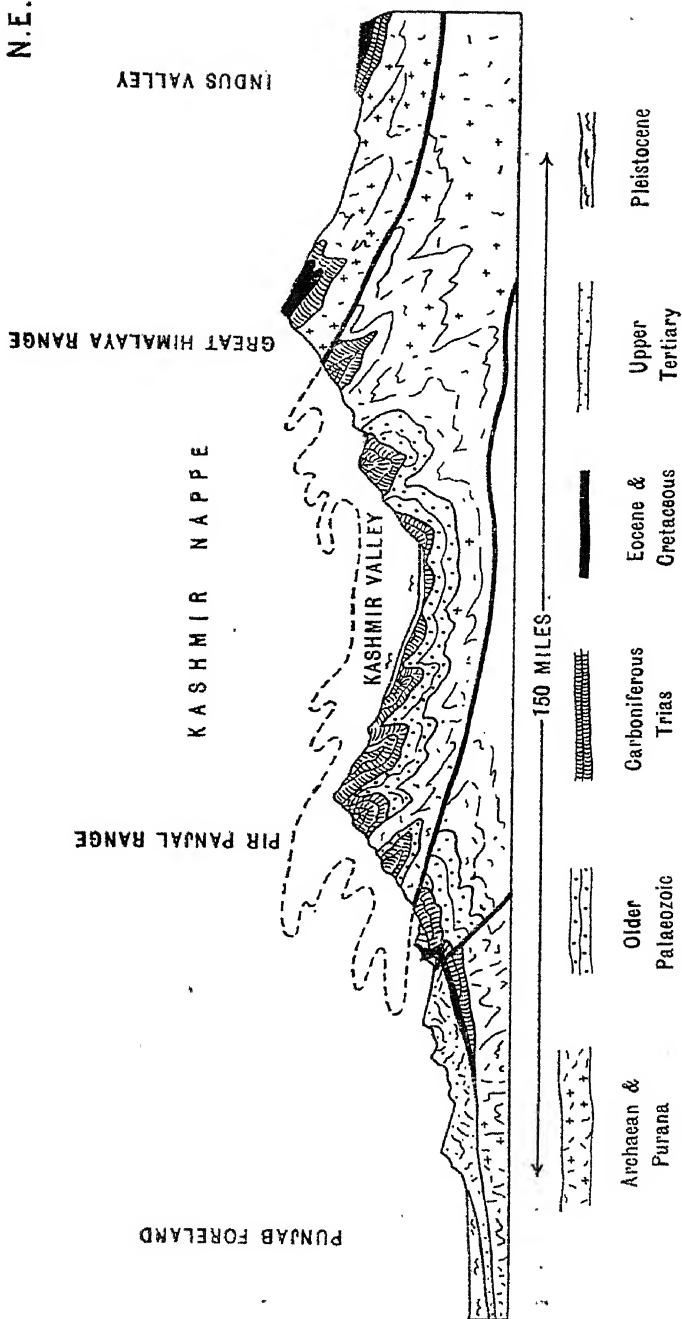 N.E.
INDUS VALLEY
GREAT HIMALAYA RANGE
KASHMIR NAPPE
KASHMIR VALLEY
PIR PANJAL RANGE
PUNJAB FORELAND
150 MILES
Archaean &
Purana
Older
Palaeozoic
Carboniferous
Trias
Eocene &
Cretaceous
Upper
Tertiary
Pleistocene